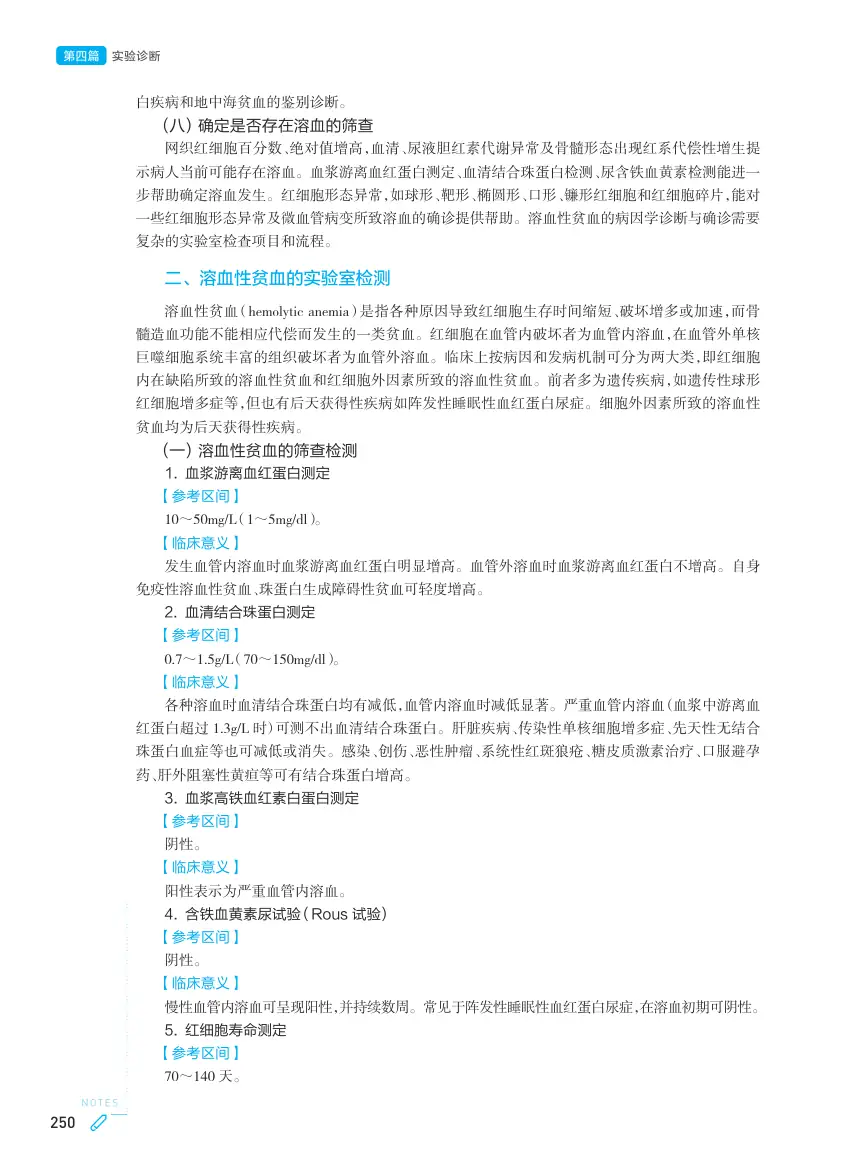 第四篇 实验诊断
白疾病和地中海贫血的鉴别诊断。
（八）确定是否存在溶血的筛查
网织红细胞百分数、绝对值增高，血清、尿液胆红素代谢异常及骨髓形态出现红系代偿性增生提
示病人当前可能存在溶血。血浆游离血红蛋白测定、血清结合珠蛋白检测、尿含铁血黄素检测能进一
步帮助确定溶血发生。红细胞形态异常，如球形、靶形、椭圆形、口形、镰形红细胞和红细胞碎片，能对
一些红细胞形态异常及微血管病变所致溶血的确诊提供帮助。溶血性贫血的病因学诊断与确诊需要
复杂的实验室检查项目和流程。
二、溶血性贫血的实验室检测
溶血性贫血（hemolytic anemia）是指各种原因导致红细胞生存时间缩短、破坏增多或加速，而骨
髓造血功能不能相应代偿而发生的一类贫血。红细胞在血管内破坏者为血管内溶血，在血管外单核
巨噬细胞系统丰富的组织破坏者为血管外溶血。临床上按病因和发病机制可分为两大类，即红细胞
内在缺陷所致的溶血性贫血和红细胞外因素所致的溶血性贫血。前者多为遗传疾病，如遗传性球形
红细胞增多症等，但也有后天获得性疾病如阵发性睡眠性血红蛋白尿症。细胞外因素所致的溶血性
贫血均为后天获得性疾病。
（一）溶血性贫血的筛查检测
1. 血浆游离血红蛋白测定
【参考区间】
10～50mg/L（1～5mg/dl）。
【临床意义】
发生血管内溶血时血浆游离血红蛋白明显增高。血管外溶血时血浆游离血红蛋白不增高。自身
免疫性溶血性贫血、珠蛋白生成障碍性贫血可轻度增高。
2. 血清结合珠蛋白测定
【参考区间】
0.7～1.5g/L（70～150mg/dl）。
【临床意义】
各种溶血时血清结合珠蛋白均有减低，血管内溶血时减低显著。严重血管内溶血（血浆中游离血
红蛋白超过 1.3g/L 时）可测不出血清结合珠蛋白。肝脏疾病、传染性单核细胞增多症、先天性无结合
珠蛋白血症等也可减低或消失。感染、创伤、恶性肿瘤、系统性红斑狼疮、糖皮质激素治疗、口服避孕
药、肝外阻塞性黄疸等可有结合珠蛋白增高。
3. 血浆高铁血红素白蛋白测定
【参考区间】
阴性。
【临床意义】
阳性表示为严重血管内溶血。
4. 含铁血黄素尿试验（Rous 试验）
【参考区间】
阴性。
【临床意义】
慢性血管内溶血可呈现阳性，并持续数周。常见于阵发性睡眠性血红蛋白尿症，在溶血初期可阴性。
5. 红细胞寿命测定
【参考区间】
70～140 天。
NOTES
250